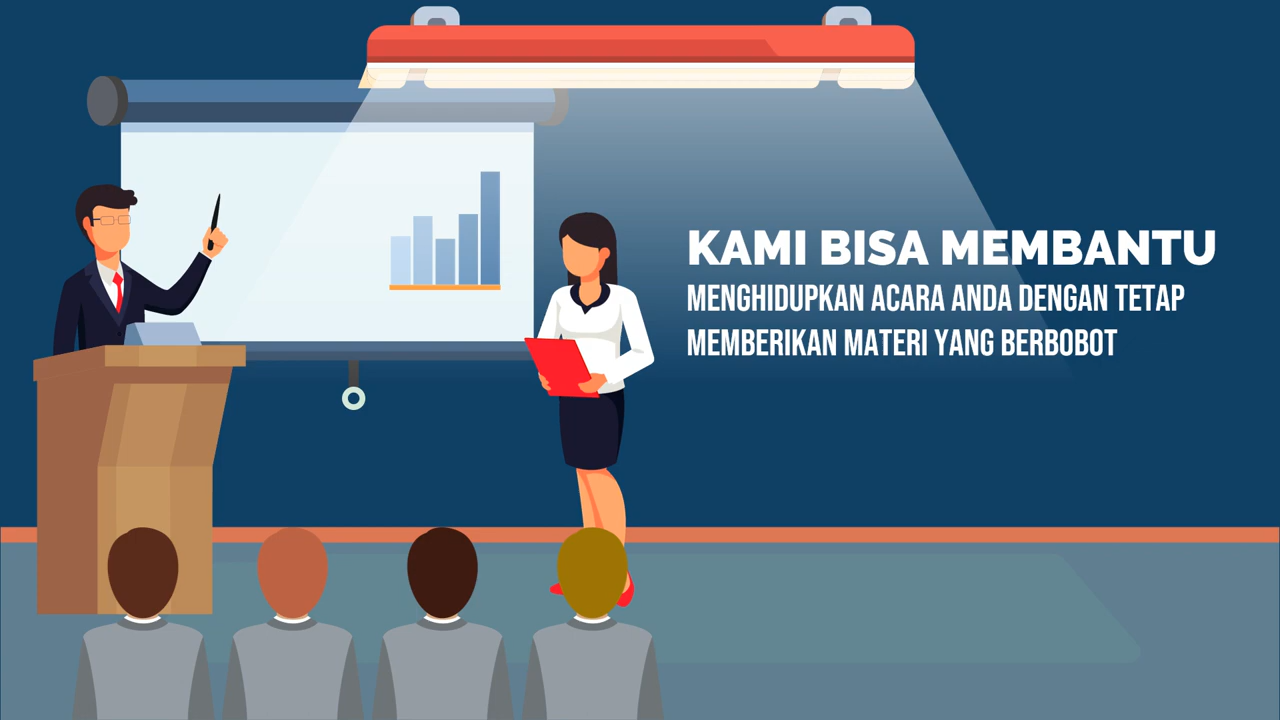 KAMI BISA MEMBANTU
MENGHIDUPKAN ACARA ANDA DENGAN TETAP
MEMBERIKAN MATERI YANG BERBOBOT